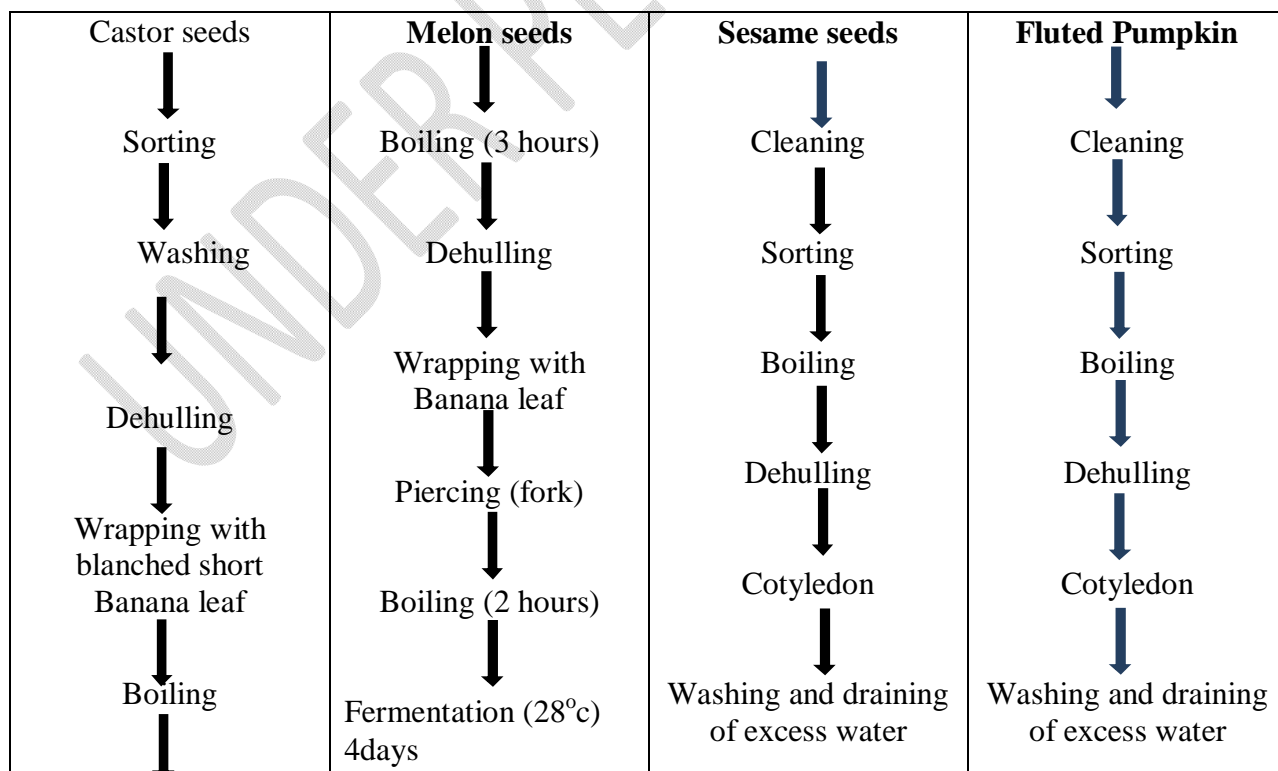 Castor seeds
Sorting
Washing
Dehulling
Wrapping with
blanched short
Banana leaf
Boiling
Melon seeds
Boiling (3 hours)
Dehulling
Wrapping with
Banana leaf
Piercing (fork)
Boiling (2 hours)
Fermentation (28°c)
4days
Sesame seeds
Cleaning
Sorting
Boiling
Dehulling
Cotyledon
Washing and draining
of excess water
Fluted Pumpkin
Cleaning
Sorting
Boiling
Dehulling
Cotyledon
Washing and draining
of excess water
UNDER PE